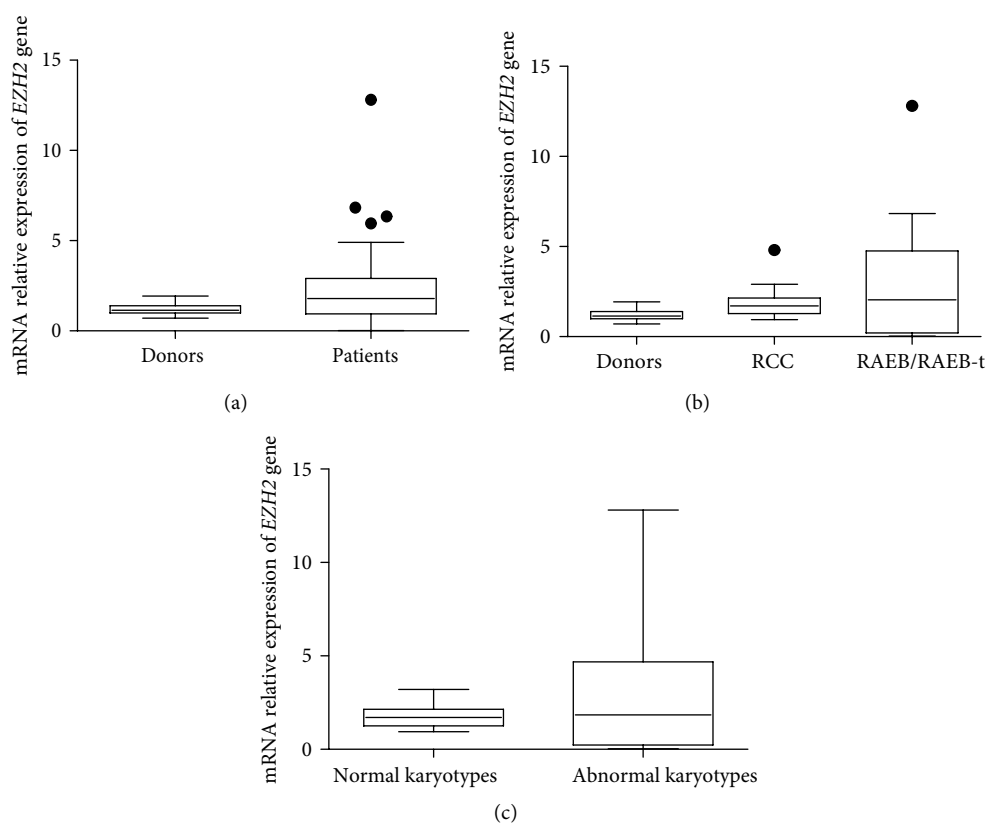 mRNA relative expression of EZH2 gene
15
10
5
0
Donors Patients
(a)
mRNA relative expression of EZH2 gene
15
10
5
0
Donors RCC RAEB/RAEB-t
(b)
mRNA relative expression of EZH2 gene
15
10
5
0
Normal karyotypes Abnormal karyotypes
(c)